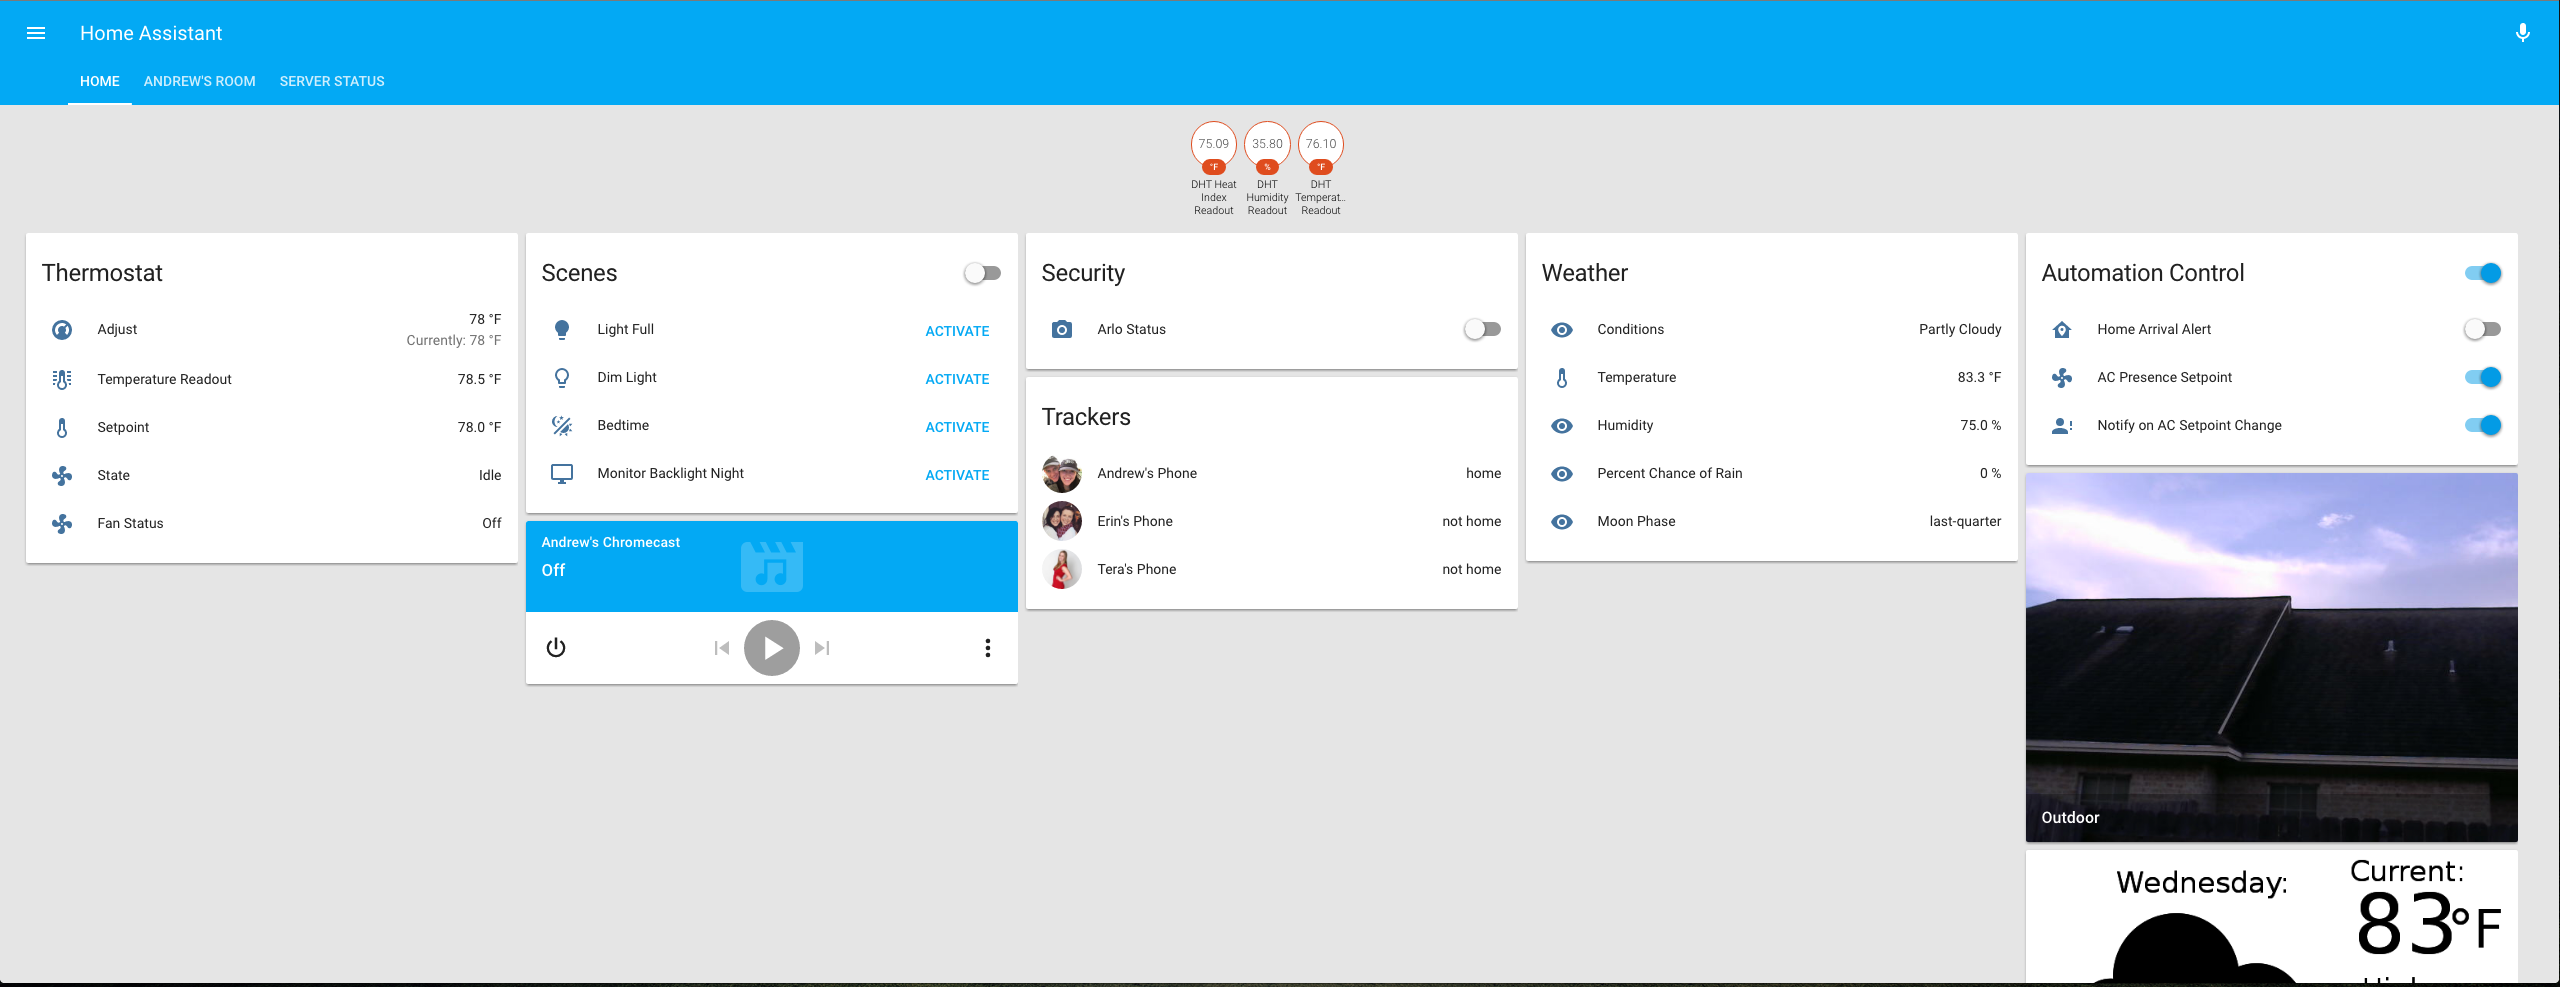 Home Assistant
HOME ANDREW'S ROOM SERVER STATUS
75.09
°F
DHT Heat
Index
Readout
35.80
%
DHT
Humidity
Readout
76.10
°F
DHT
Temperat..
Readout
Thermostat
Adjust 78 °F
Currently: 78 °F
Temperature Readout 78.5 °F
Setpoint 78.0 °F
State Idle
Fan Status Off
Scenes
Light Full ACTIVATE
Dim Light ACTIVATE
Bedtime ACTIVATE
Monitor Backlight Night ACTIVATE
Andrew's Chromecast
Off
Security
Arlo Status
Trackers
Andrew's Phone home
Erin's Phone not home
Tera's Phone not home
Weather
Conditions Partly Cloudy
Temperature 83.3 °F
Humidity 75.0 %
Percent Chance of Rain 0 %
Moon Phase last-quarter
Automation Control
Home Arrival Alert
AC Presence Setpoint
Notify on AC Setpoint Change
Outdoor
Wednesday:
Current:
83°F